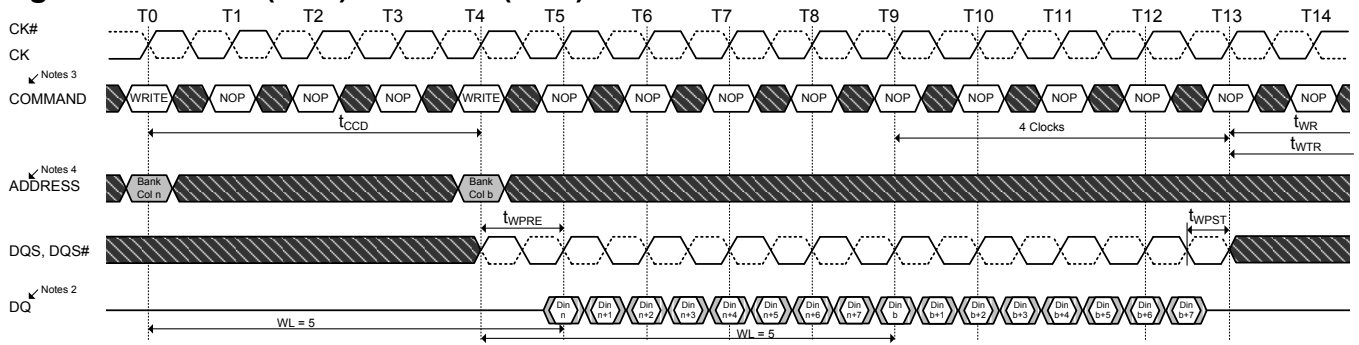 T0 T1 T2 T3 T4 T5 T6 T7 T8 T9 T10 T11 T12 T13 T14
CK#
CK
Notes 3
COMMAND WRITE NOP NOP NOP WRITE NOP NOP NOP NOP NOP NOP NOP NOP NOP NOP
tCCD 4 Clocks tWR
tWTR
Notes 4
ADDRESS
Bank
Col n
Bank
Col b
tWPRE tWPST
DQS, DQS#
Notes 2
DQ
Din
n
Din
n+1
Din
n+2
Din
n+3
Din
n+4
Din
n+5
Din
n+6
Din
n+7
Din
b
Din
b+1
Din
b+2
Din
b+3
Din
b+4
Din
b+5
Din
b+6
Din
b+7
WL = 5
WL = 5